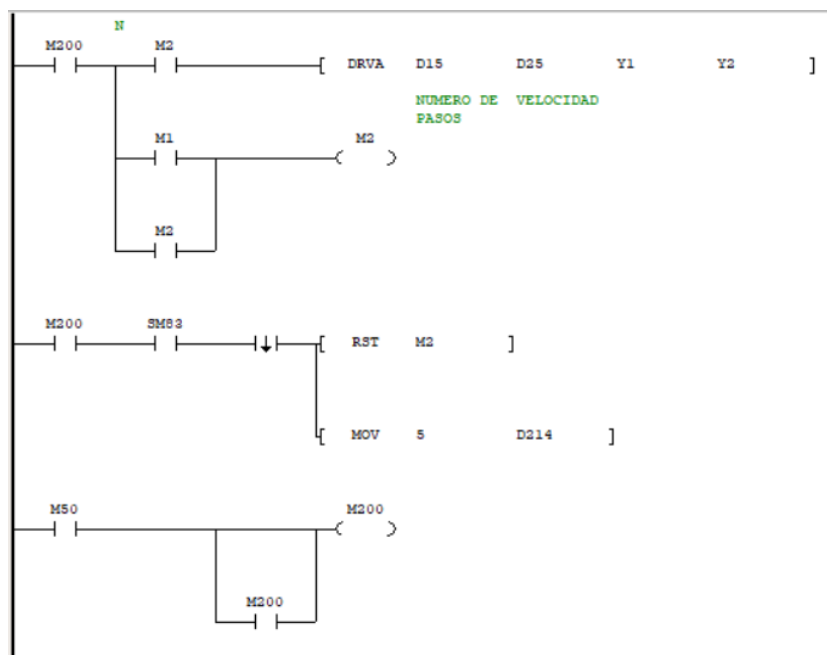 N
M200 M2
DRVA D15 D25 Y1 Y2
NUMERO DE VELOCIDAD
PASOS
M1 M2
M2
M200 SM83
RST M2
MOV 5 D214
M50 M200
M200